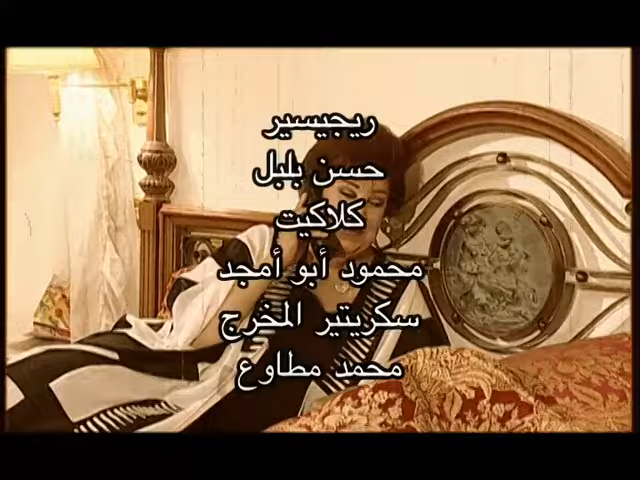 ريجيسير
حسن بلبل
كلاكيت
محمود أبو أمجد
سكريتير المخرج
محمد مطاوع